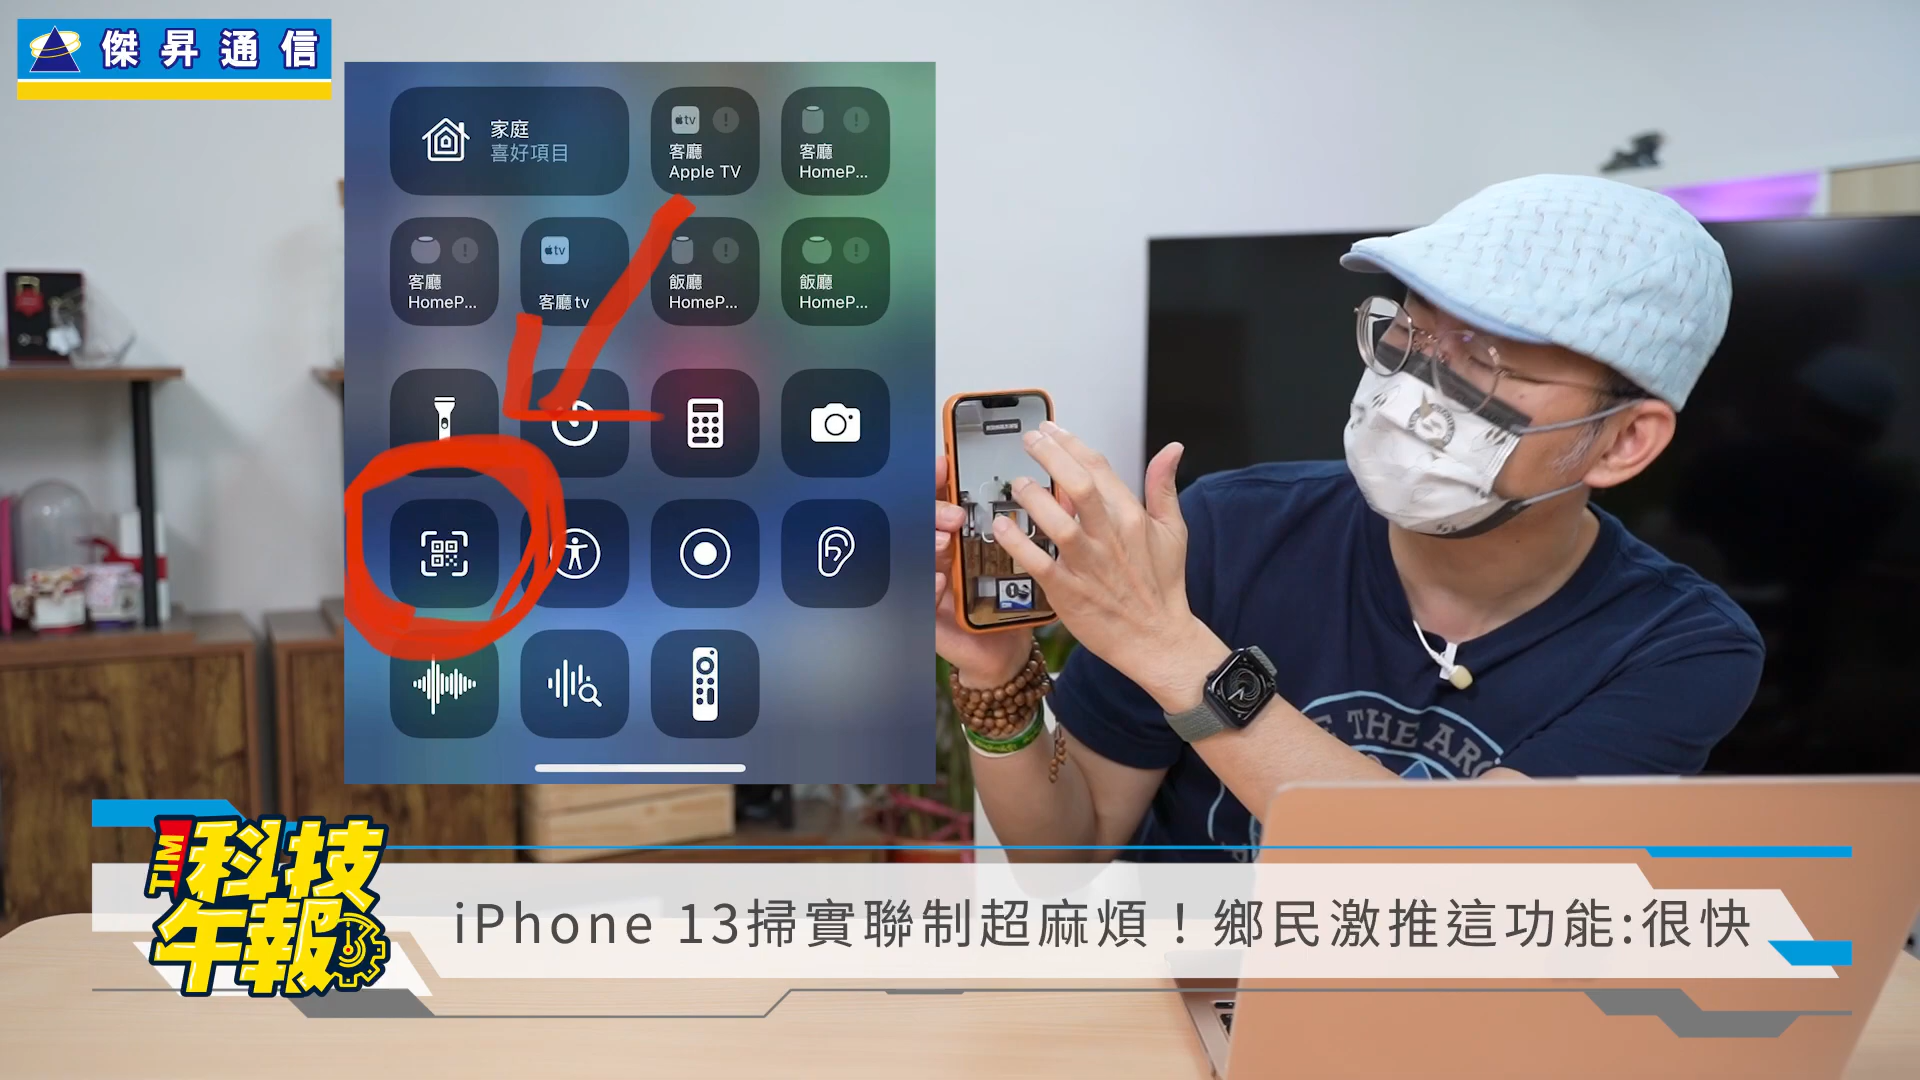 傑昇通信
家庭
喜好項目
tv
客廳
Apple TV
客廳
HomeP...
客廳
HomeP...
tv
客廳 tv
飯廳
HomeP...
飯廳
HomeP...
THE ARC
TIM
科技
午報
iPhone 13掃實聯制超麻煩！鄉民激推這功能:很快